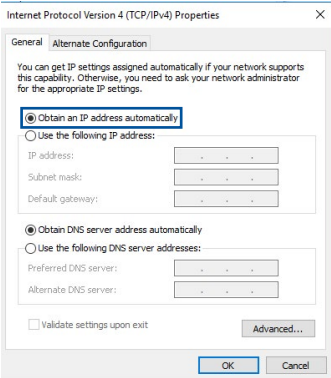 Internet Protocol Version 4 (TCP/IPv4) Properties
General
Alternate Configuration
You can get IP settings assigned automatically if your network supports
this capability. Otherwise, you need to ask your network administrator
for the appropriate IP settings.
Obtain an IP address automatically
Use the following IP address:
IP address:
Subnet mask:
Default gateway:
Obtain DNS server address automatically
Use the following DNS server addresses:
Preferred DNS server:
Alternate DNS server:
Validate settings upon exit
Advanced...
OK
Cancel